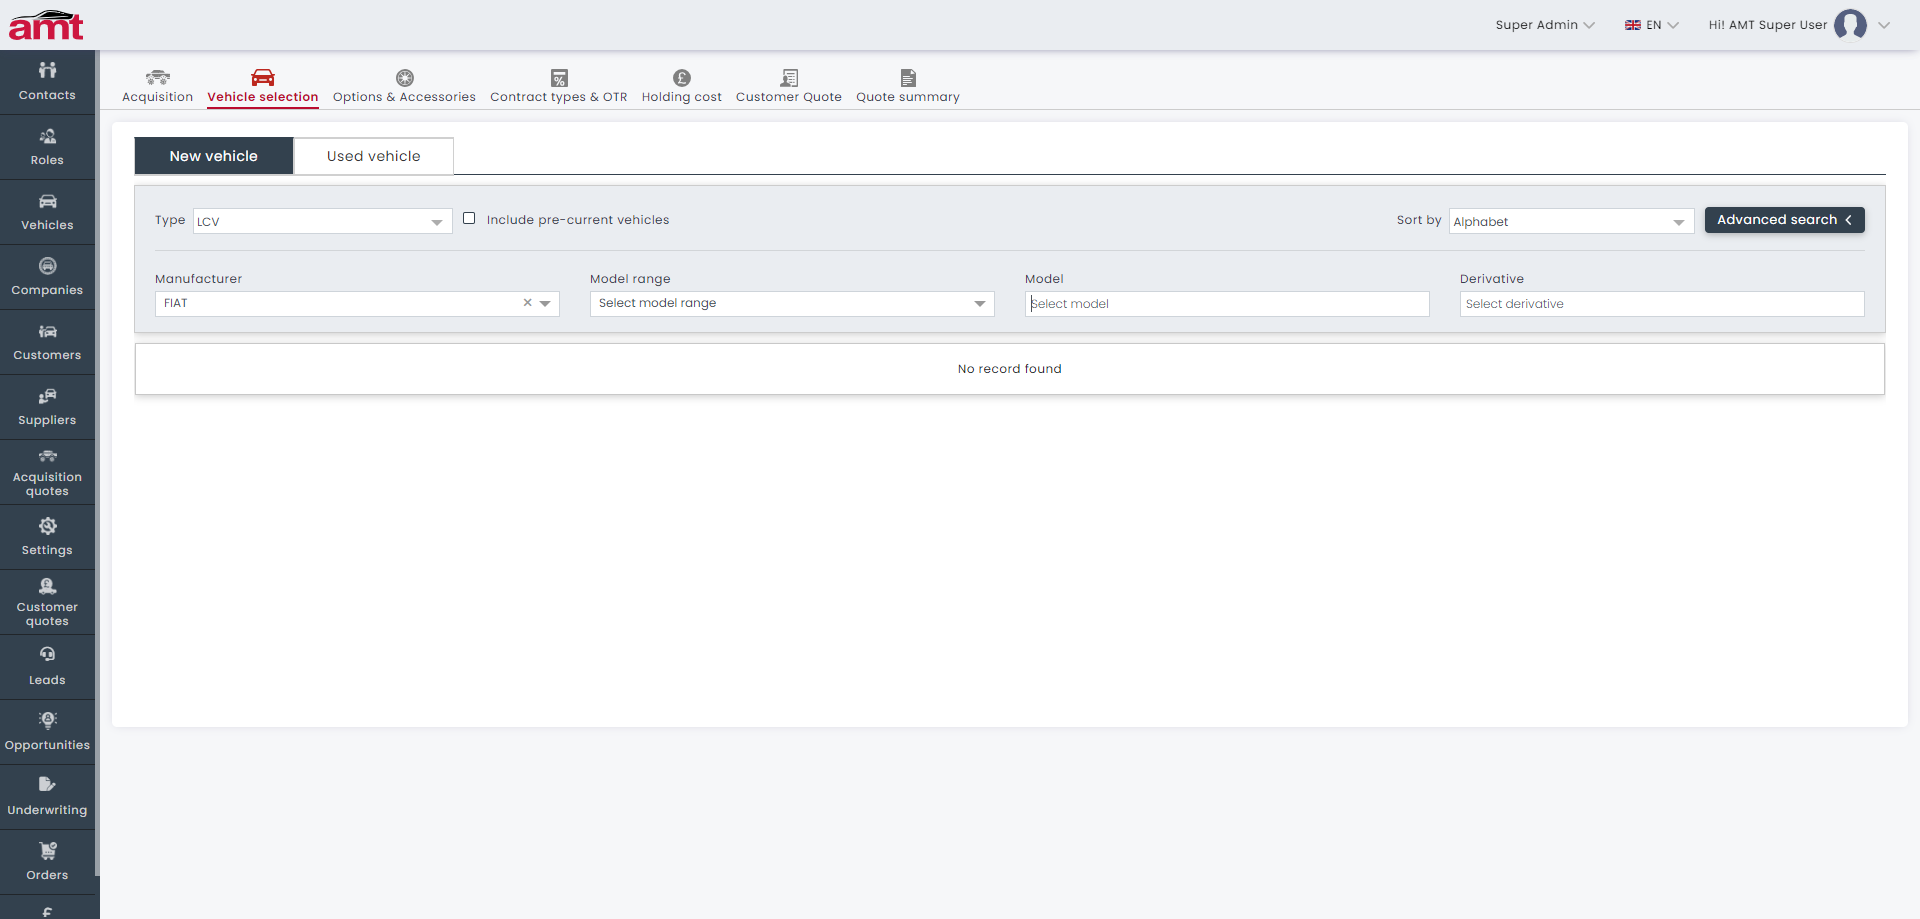 amt
Super Admin
EN
Hi! AMT Super User
Contacts
Roles
Vehicles
Companies
Customers
Suppliers
Acquisition
quotes
Settings
Customer
quotes
Leads
Opportunities
Underwriting
Orders
Acquisition
Vehicle selection
Options & Accessories
Contract types & OTR
Holding cost
Customer Quote
Quote summary
New vehicle
Used vehicle
Type
LCV
Include pre-current vehicles
Sort by
Alphabet
Advanced search
Manufacturer
Model range
Model
Derivative
FIAT
Select model range
Select model
Select derivative
No record found